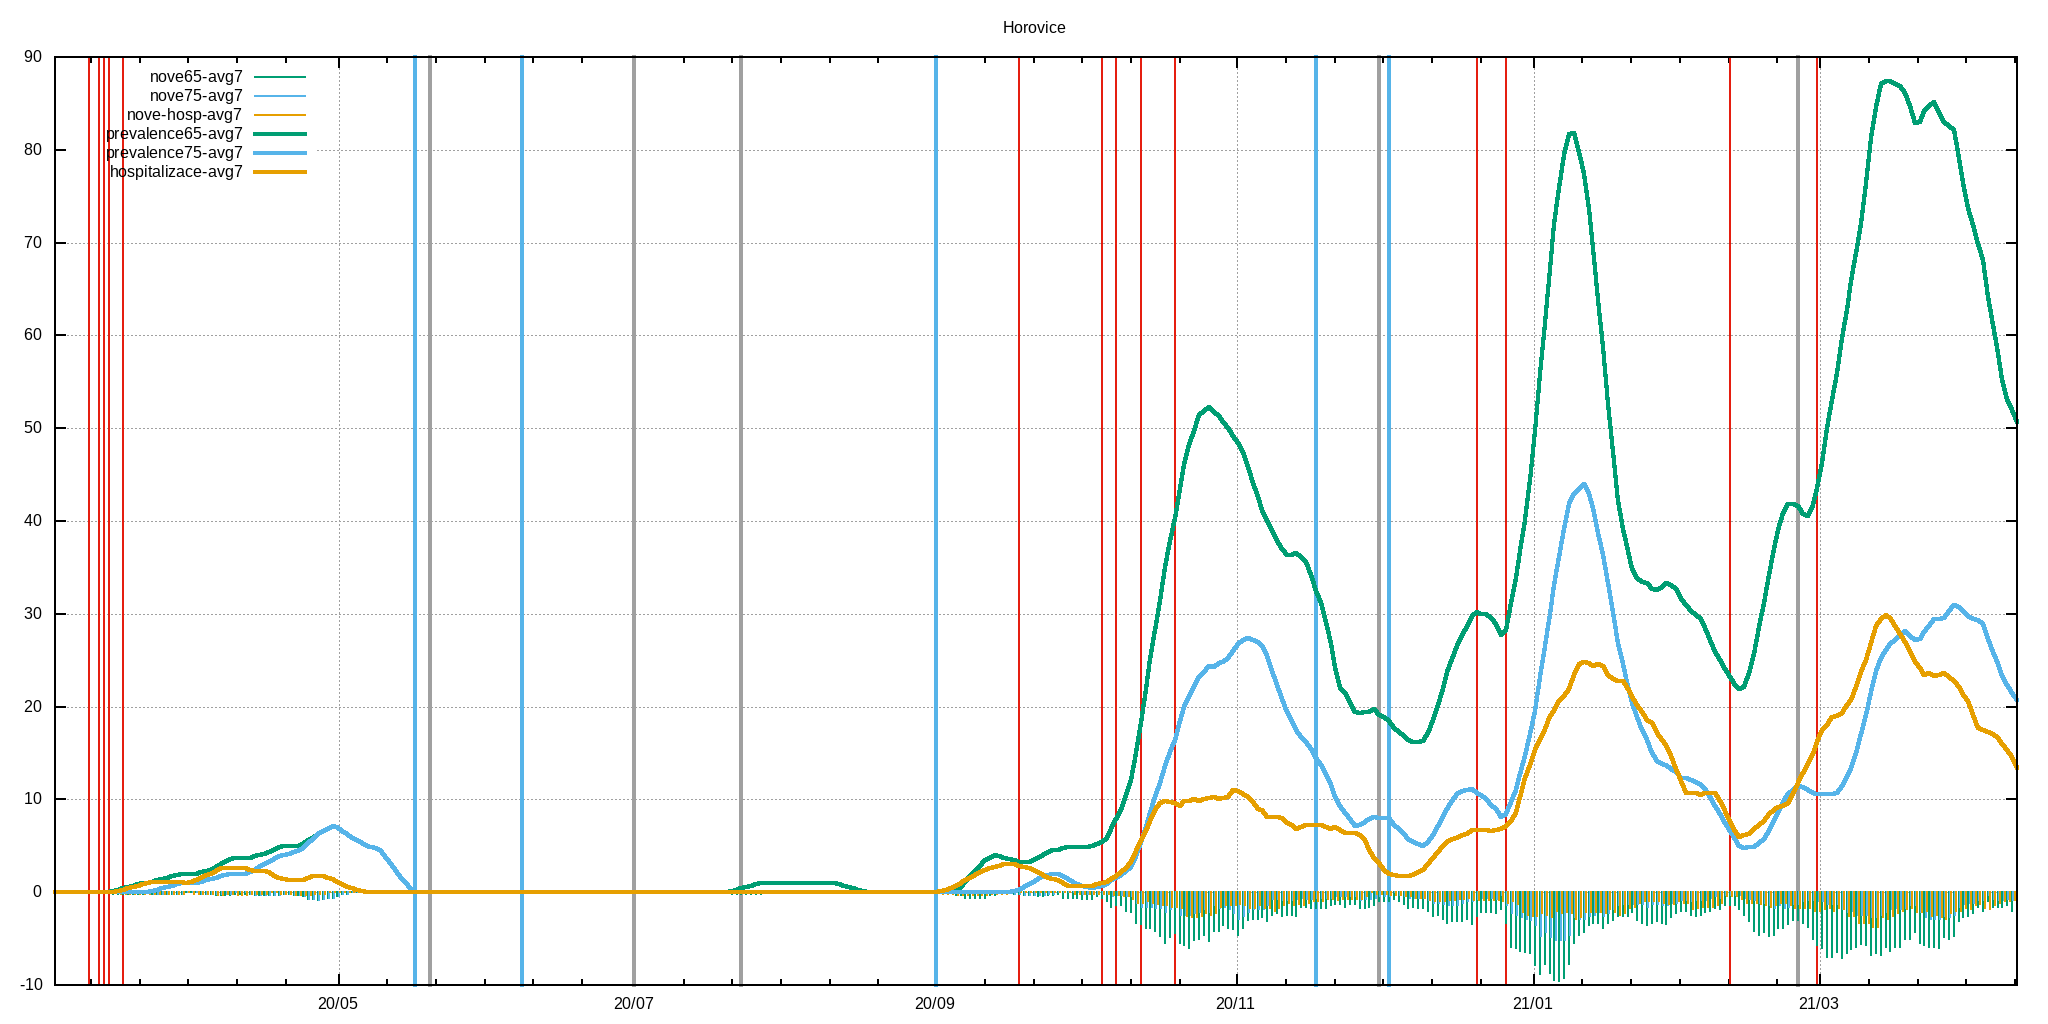 Horovice
90
80
70
60
50
40
30
20
10
0
-10
nove65-avg7
nove75-avg7
nove-hosp-avg7
prevalence65-avg7
prevalence75-avg7
hospitalizace-avg7
20/05 20/07 20/09 20/11 21/01 21/03